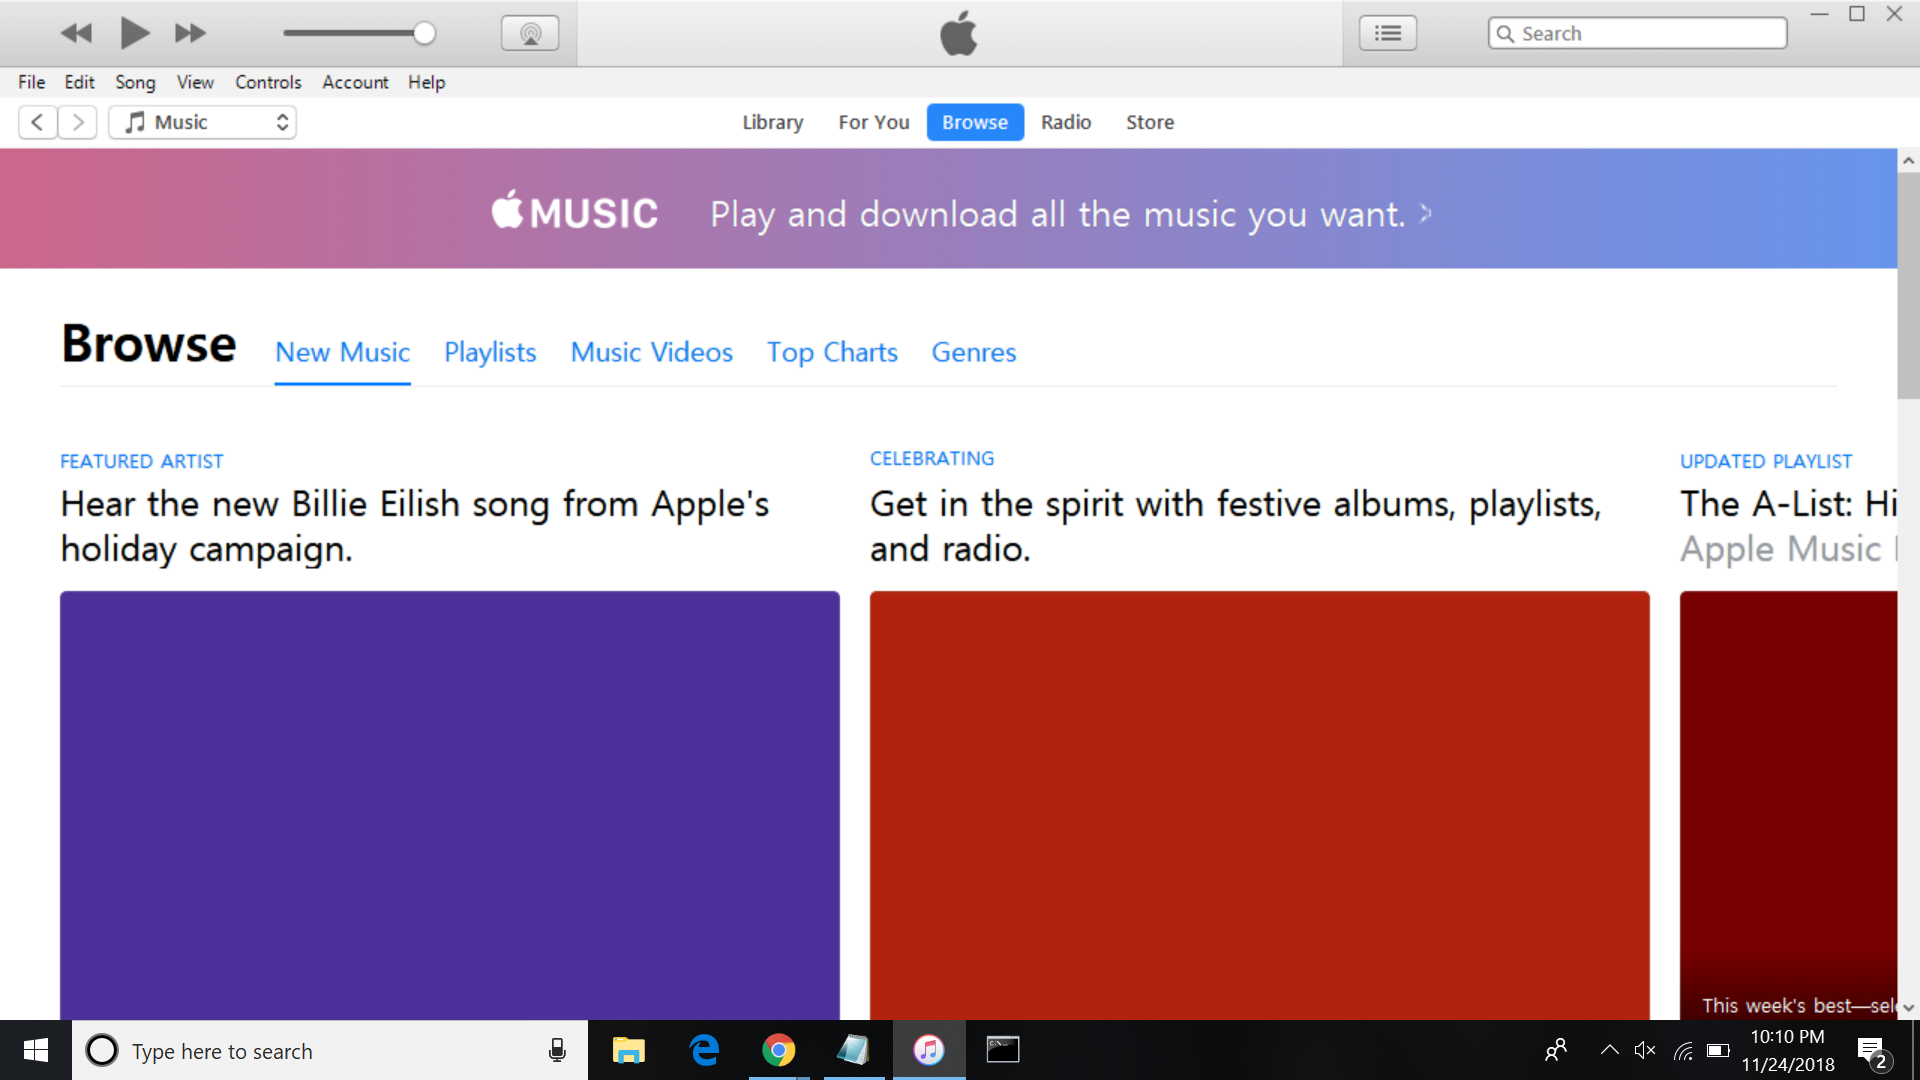 Search
File Edit Song View Controls Account Help
Music
Library For You Browse Radio Store
MUSIC Play and download all the music you want. >
Browse New Music Playlists Music Videos Top Charts Genres
FEATURED ARTIST
Hear the new Billie Eilish song from Apple's
holiday campaign.
CELEBRATING
Get in the spirit with festive albums, playlists,
and radio.
UPDATED PLAYLIST
The A-List: Hi
Apple Music
This week's best—sele
Type here to search
10:10 PM
11/24/2018
2